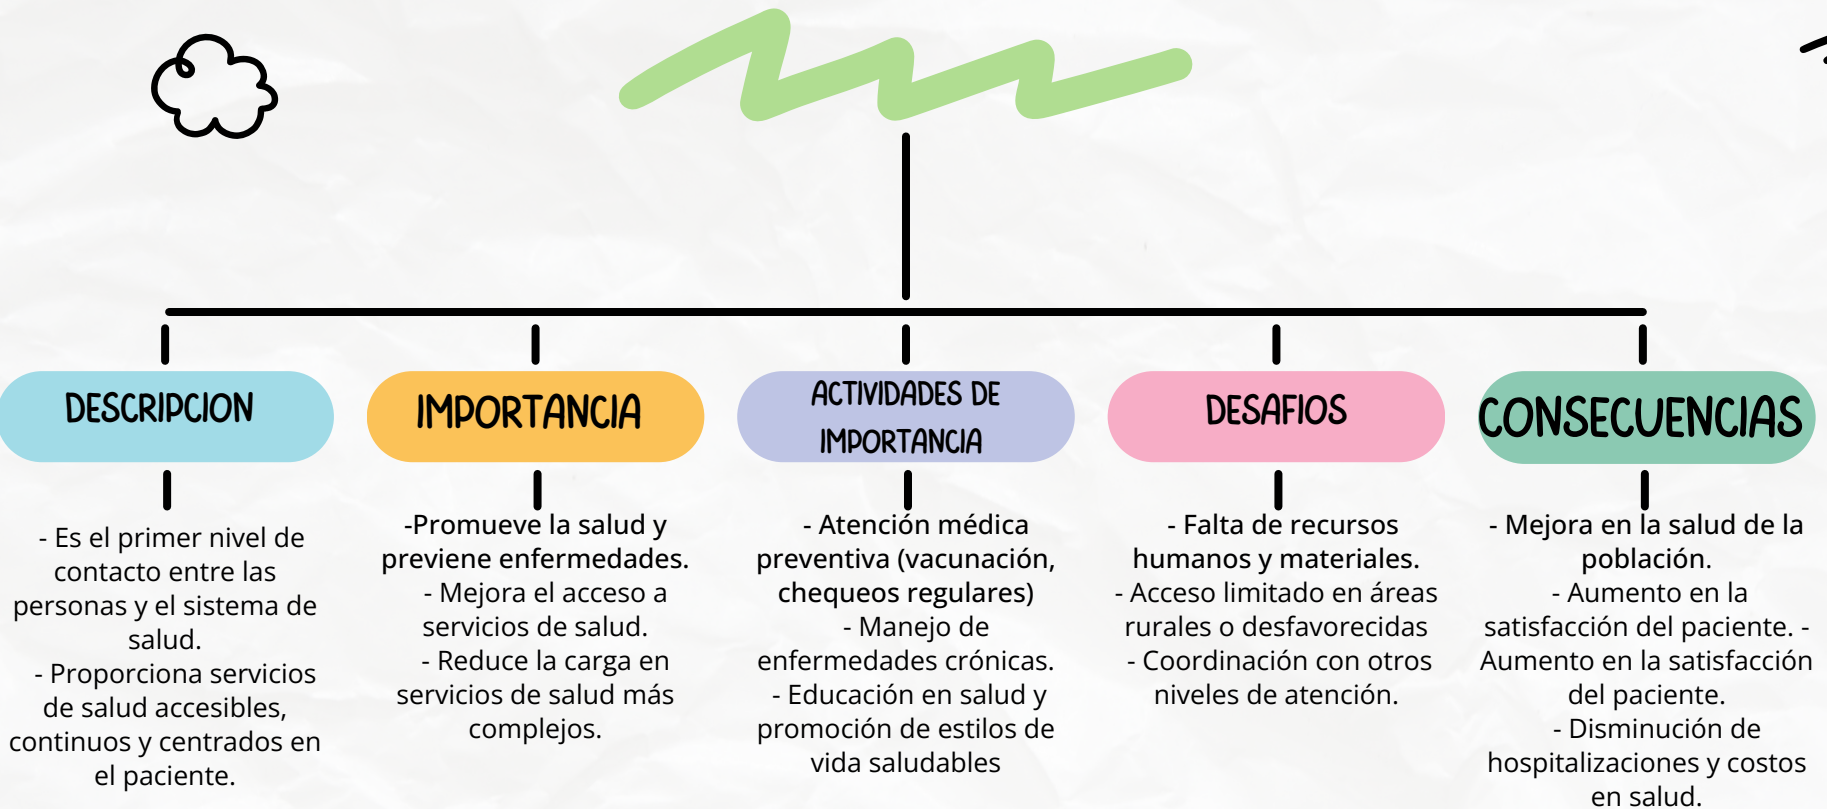 DESCRIPCION
- Es el primer nivel de
contacto entre las
personas y el sistema de
salud.
- Proporciona servicios
de salud accesibles,
continuos y centrados en
el paciente.
IMPORTANCIA
-Promueve la salud y
previene enfermedades.
- Mejora el acceso a
servicios de salud.
- Reduce la carga en
servicios de salud más
complejos.
ACTIVIDADES DE
IMPORTANCIA
- Atención médica
preventiva (vacunación,
chequeos regulares)
- Manejo de
enfermedades crónicas.
- Educación en salud y
promoción de estilos de
vida saludables
DESAFIOS
- Falta de recursos
humanos y materiales.
- Acceso limitado en áreas
rurales o desfavorecidas
- Coordinación con otros
niveles de atención.
CONSECUENCIAS
- Mejora en la salud de la
población.
- Aumento en la
satisfacción del paciente. -
Aumento en la satisfacción
del paciente.
- Disminución de
hospitalizaciones y costos
en salud.